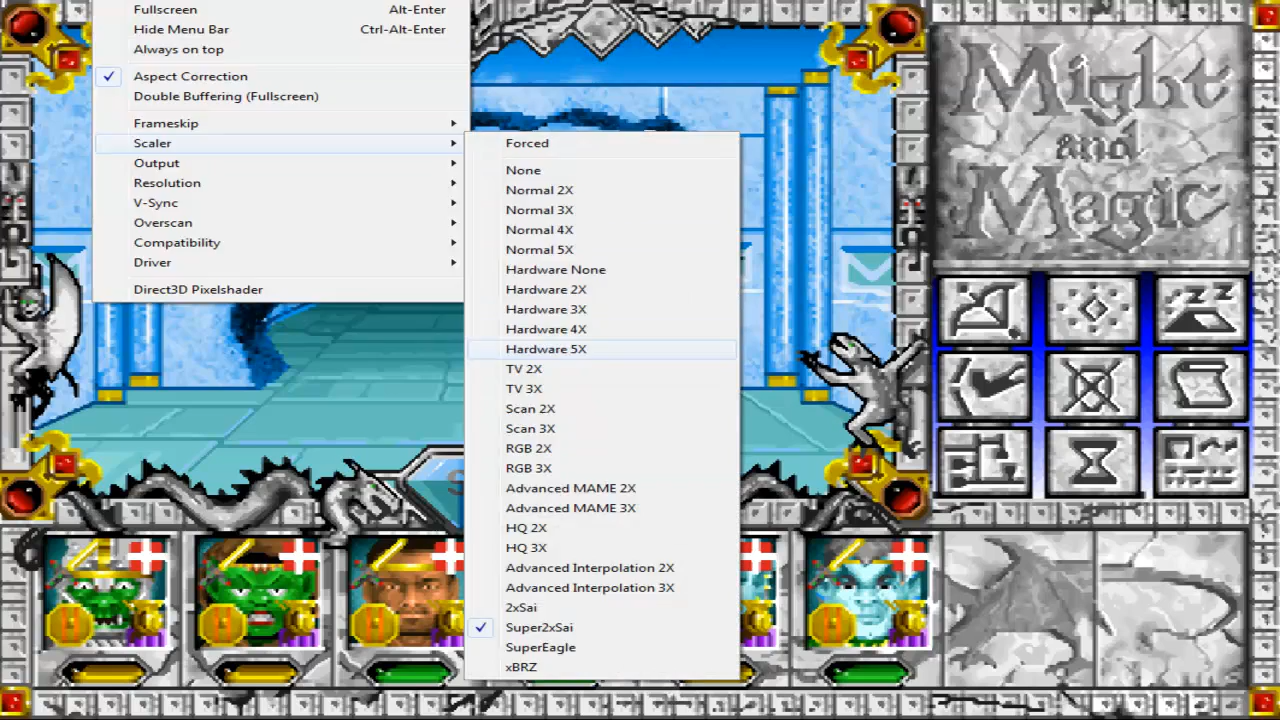 Fullscreen Alt-Enter
Hide Menu Bar Ctrl-Alt-Enter
Always on top
Aspect Correction
Double Buffering (Fullscreen)
Frameskip
Scaler
Output
Resolution
V-Sync
Overscan
Compatibility
Driver
Direct3D Pixelshader
Forced
None
Normal 2X
Normal 3X
Normal 4X
Normal 5X
Hardware None
Hardware 2X
Hardware 3X
Hardware 4X
Hardware 5X
TV 2X
TV 3X
Scan 2X
Scan 3X
RGB 2X
RGB 3X
Advanced MAME 2X
Advanced MAME 3X
HQ 2X
HQ 3X
Advanced Interpolation 2X
Advanced Interpolation 3X
2xSai
Super2xSai
SuperEagle
xBRZ
Might
and
Magic